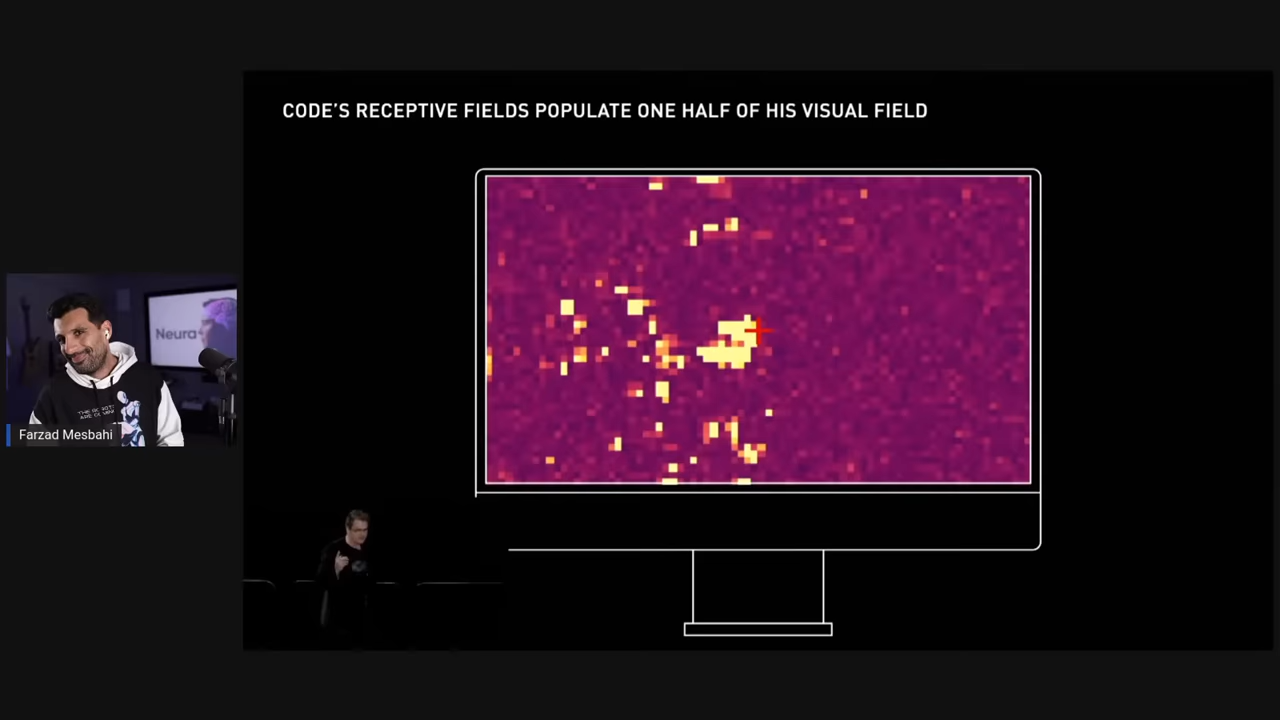 CODE'S RECEPTIVE FIELDS POPULATE ONE HALF OF HIS VISUAL FIELD
Neura
Farzad Mesbahi